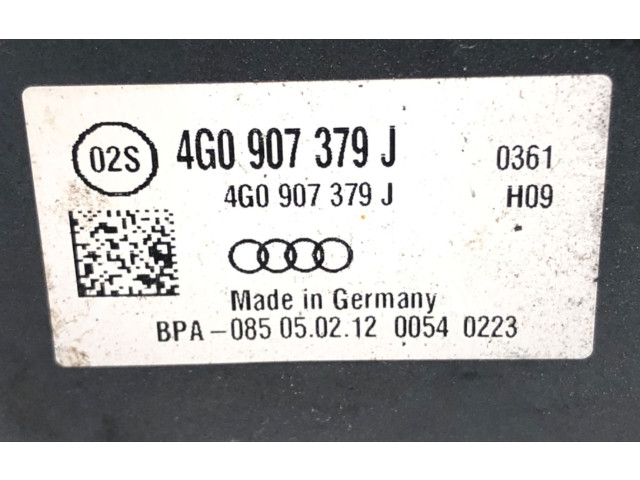 02S 4G0 907 379 J 0361
4G0 907 379 J H09
Made in Germany
BPA-085 05.02.12 0054 0223